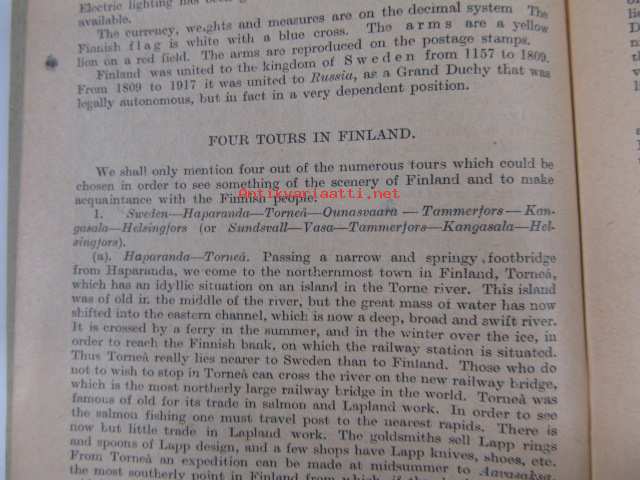 Electric lighting has been
available.
The currency, weights and measures are on the decimal system The
Finnish flag is white with a blue cross. The arms are a yellow
lion on a red field. The arms are reproduced on the postage stamps.
Finland was united to the kingdom of Sweden from 1157 to 1809.
From 1809 to 1917 it was united to Russia, as a Grand Duchy that was
legally autonomous, but in fact in a very dependent position.
FOUR TOURS IN FINLAND.
We shall only mention four out of the numerous tours which could be
chosen in order to see something of the scenery of Finland and to make
acquaintance with the Finnish people.
antikvariaatti.net
1. Sweden—Haparanda—Torneå—Ounasvaara—Tammerfors—Kan-
gasala—Helsingfors (or Sundsvall—Vasa—Tammerfors—Kangasala—Hel-
singfors).
(a). Haparanda—Torneå. Passing a narrow and springy footbridge
from Haparanda, we come to the northernmost town in Finland, Torneå,
which has an idyllic situation on an island in the Torne river. This island
was of old in the middle of the river, but the great mass of water has now
shifted into the eastern channel, which is now a deep, broad and swift river.
It is crossed by a ferry in the summer, and in the winter over the ice, in
order to reach the Finnish bank, on which the railway station is situated.
Thus Torneå really lies nearer to Sweden than to Finland. Those who do
not to wish to stop in Torneå can cross the river on the new railway bridge,
which is the most northerly large railway bridge in the world. Torneå was
famous of old for its trade in salmon and Lapland work. In order to see
the salmon fishing one must travel post to the nearest rapids. There is
now but little trade in Lapland work. The goldsmiths sell Lapp rings
and spoons of Lapp design, and a few shops have Lapp knives, shoes, etc.
From Torneå an expedition can be made at midsummer to Aavasaksa,
the most southerly point in Finland from which, if the